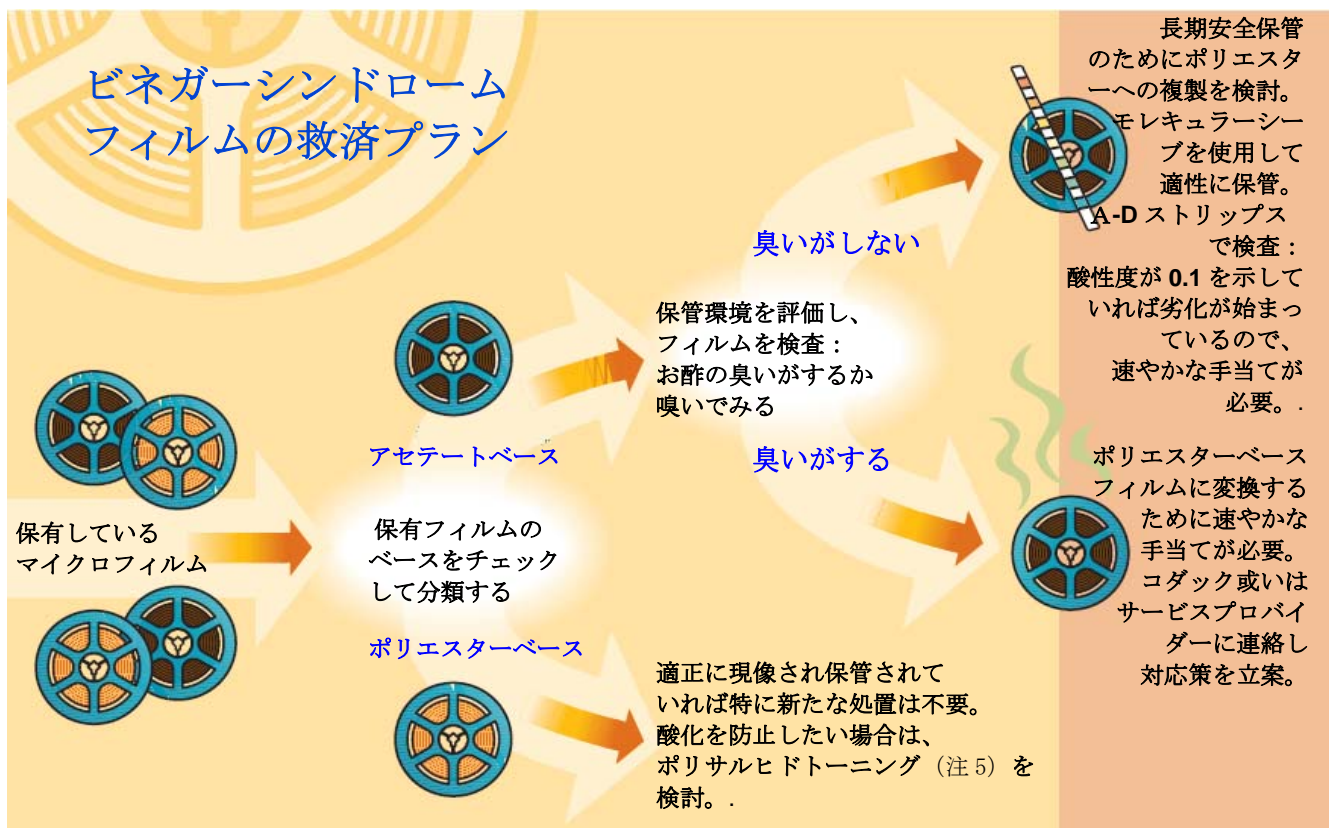 ビネガーシンドローム
フィルムの救済プラン
保有している
マイクロフィルム
アセテートベース
保有フィルムの
ベースをチェック
して分類する
ポリエスターベース
臭いがしない
保管環境を評価し、
フィルムを検査：
お酢の臭いがするか
嗅いでみる
臭いがする
適正に現像され保管されて
いれば特に新たな処置は不要。
酸化を防止したい場合は、
ポリサルヒドトーニング（注 5）を
検討。.
長期安全保管
のためにポリエスタ
ーへの複製を検討。
モレキュラーシー
ブを使用して
適性に保管。
A-D ストリップス
で検査：
酸性度が 0.1 を示して
いれば劣化が始まっ
ているので、
速やかな手当てが
必要。.
ポリエスターベース
フィルムに変換する
ために速やかな
手当てが必要。
コダック或いは
サービスプロバイ
ダーに連絡し
対応策を立案。